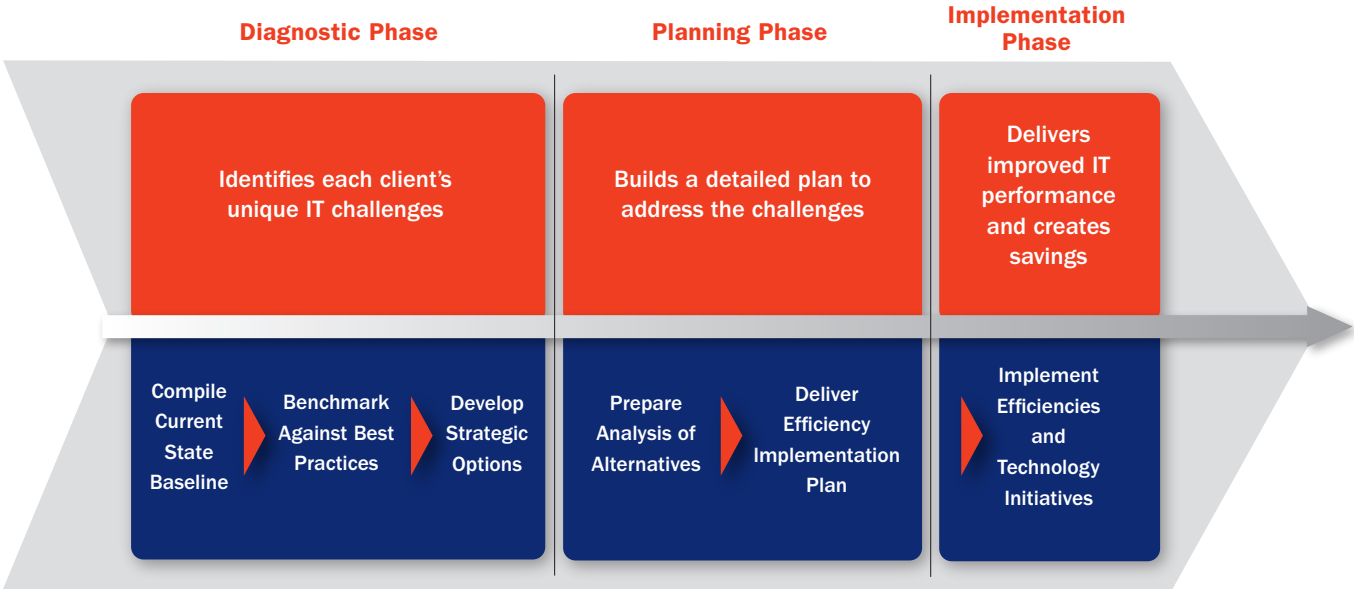 Diagnostic Phase
Planning Phase
Implementation
Phase
Identifies each client's
unique IT challenges
Builds a detailed plan to
address the challenges
Delivers
improved IT
performance
and creates
savings
Compile
Current
State
Baseline
Benchmark
Against Best
Practices
Develop
Strategic
Options
Prepare
Analysis of
Alternatives
Deliver
Efficiency
Implementation
Plan
Implement
Efficiencies
and
Technology
Initiatives